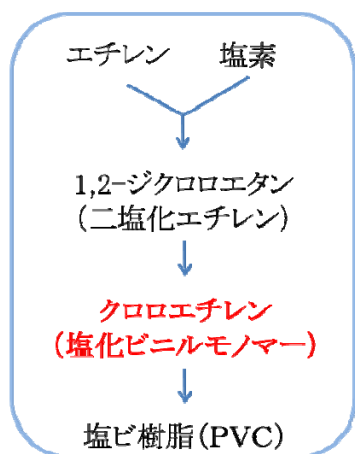 エチレン 塩素
1,2-ジクロロエタン
（二塩化エチレン）
クロロエチレン
（塩化ビニルモノマー）
塩ビ樹脂（PVC）